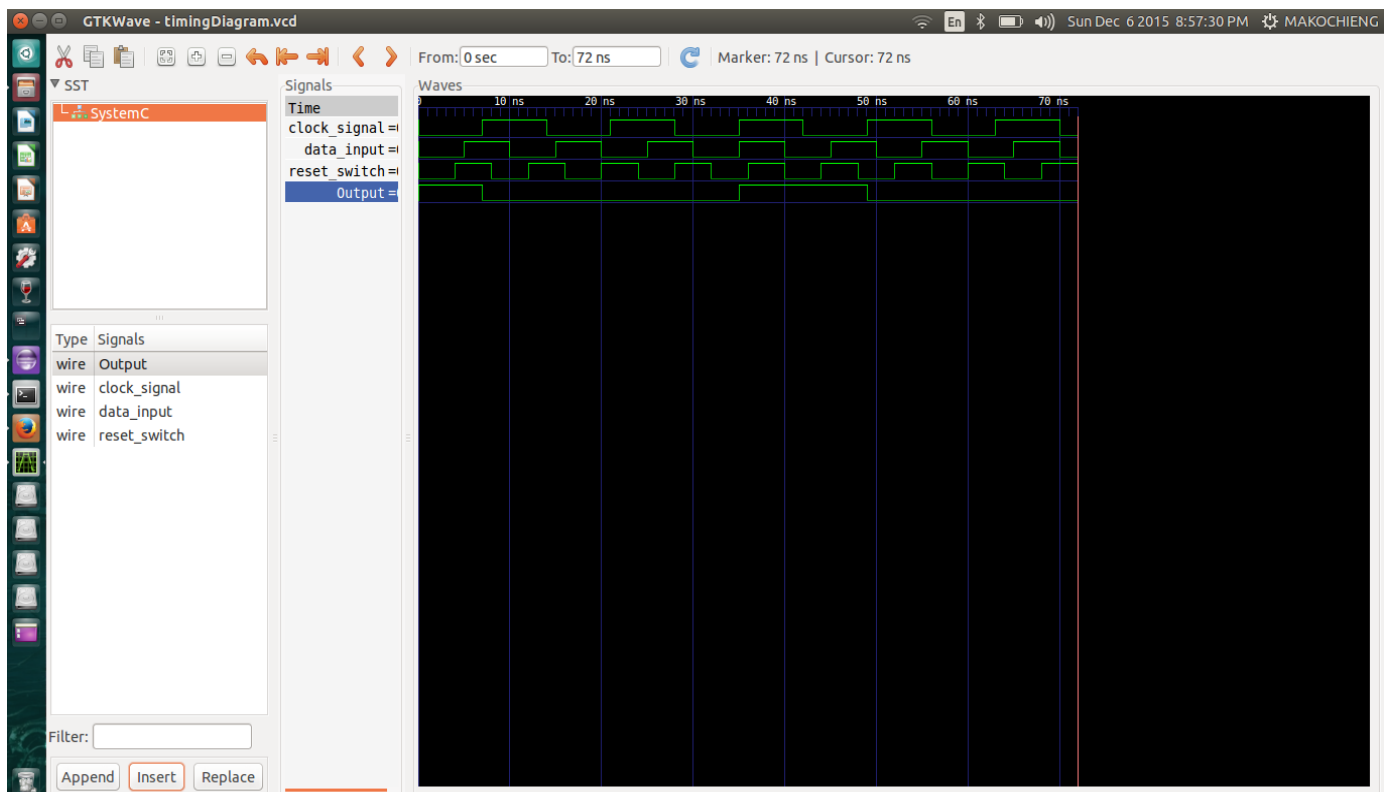 GTKWave - timingDiagram.vcd
En
Sun Dec 6 2015 8:57:30 PM
MAKOCHIENG
From: 0 sec To: 72 ns Marker: 72 ns | Cursor: 72 ns
SST
SystemC
Type Signals
wire Output
wire clock_signal
wire data_input
wire reset_switch
Filter:
Append Insert Replace
Signals
Time
clock_signal =
data_input =
reset_switch =
Output =
Waves
0 10 ns 20 ns 30 ns 40 ns 50 ns 60 ns 70 ns